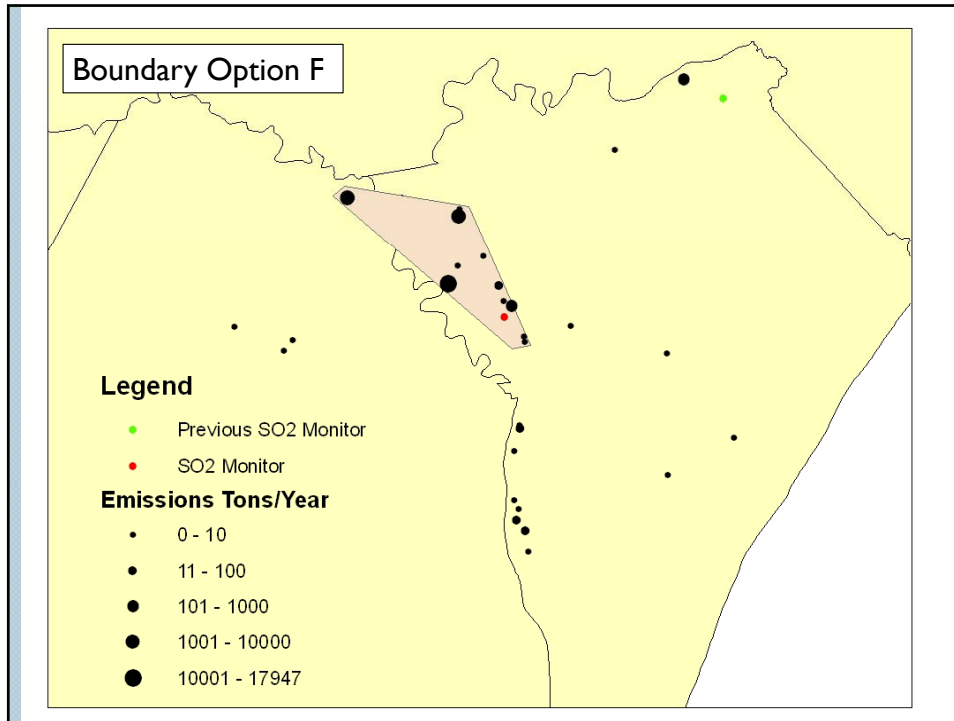 Boundary Option F
Legend
Previous SO2 Monitor
SO2 Monitor
Emissions Tons/Year
0 - 10
11 - 100
101 - 1000
1001 - 10000
10001 - 17947